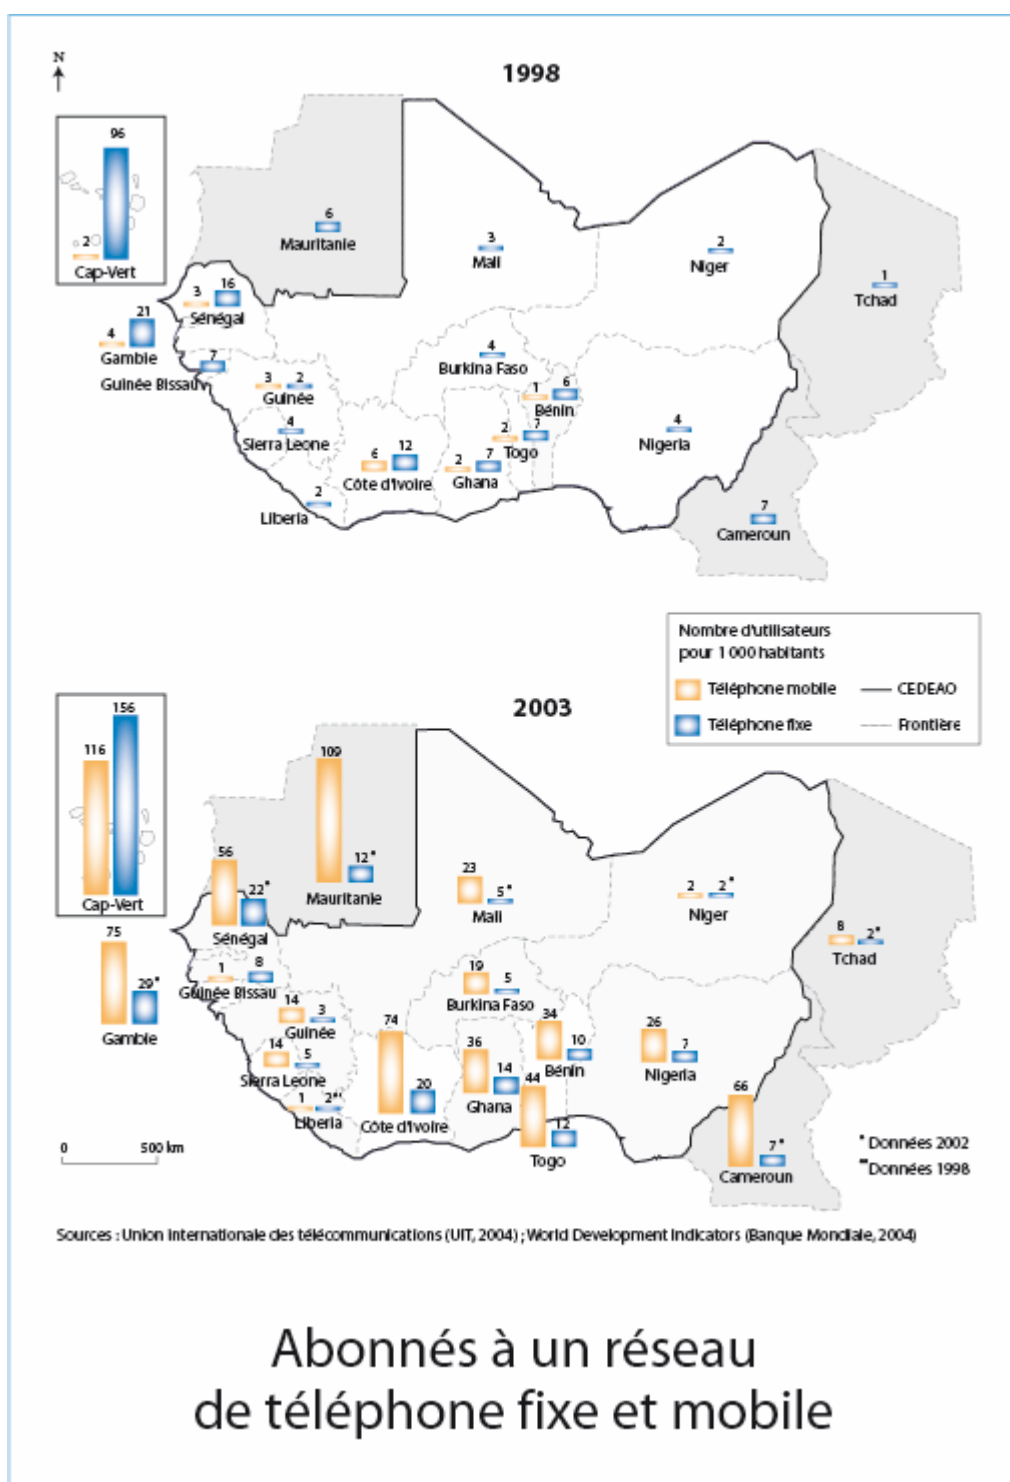 N
1998
96
2
Cap-Vert
6
Mauritanie
3
Mali
2
Niger
1
Tchad
3 16
Sénégal
4 21
Gambie
7
Guinée Bissau
3 2
Guinée
4
Sierra Leone
2
Liberia
6 12
Côte d'Ivoire
4
Burkina Faso
1 6
Bénin
2 7
Togo
2 7
Ghana
4
Nigeria
7
Cameroun
Nombre d'utilisateurs
pour 1 000 habitants
Téléphone mobile
CEDEAO
Téléphone fixe
Frontière
2003
116 156
Cap-Vert
109 12*
Mauritanie
56 22*
Sénégal
75 29*
Gambie
23 5*
Mali
2 2*
Niger
8 2*
Tchad
1 8
Guinée Bissau
14 3
Guinée
14 5
Sierra Leone
1 2**
Liberia
74 20
Côte d'Ivoire
19 5
Burkina Faso
36 14
Ghana
34 10
Bénin
44 12
Togo
26 7
Nigeria
66 7*
Cameroun
0 500 km
* Données 2002
** Données 1998
Sources : Union Internationale des télécommunications (UIT, 2004) ; World Development Indicators (Banque Mondiale, 2004)
Abonnés à un réseau
de téléphone fixe et mobile